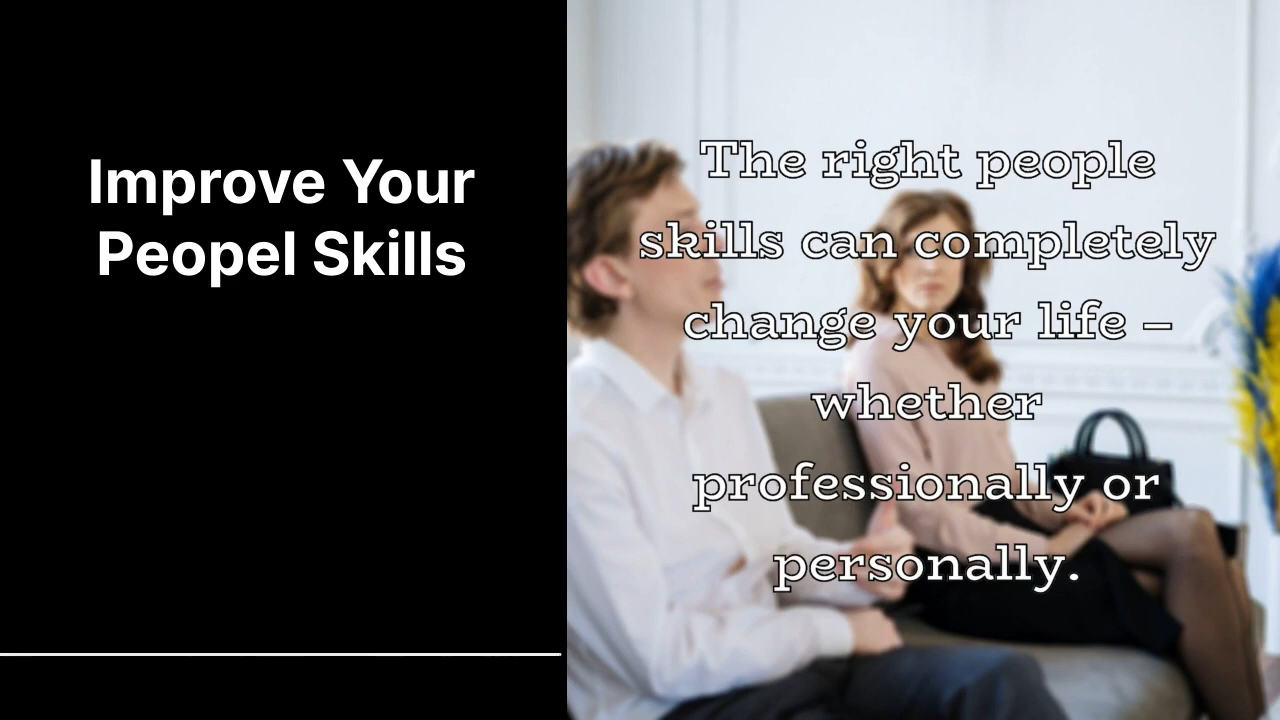 Improve Your
Peopel Skills
The right people
skills can completely
change your life –
whether
professionally or
personally.